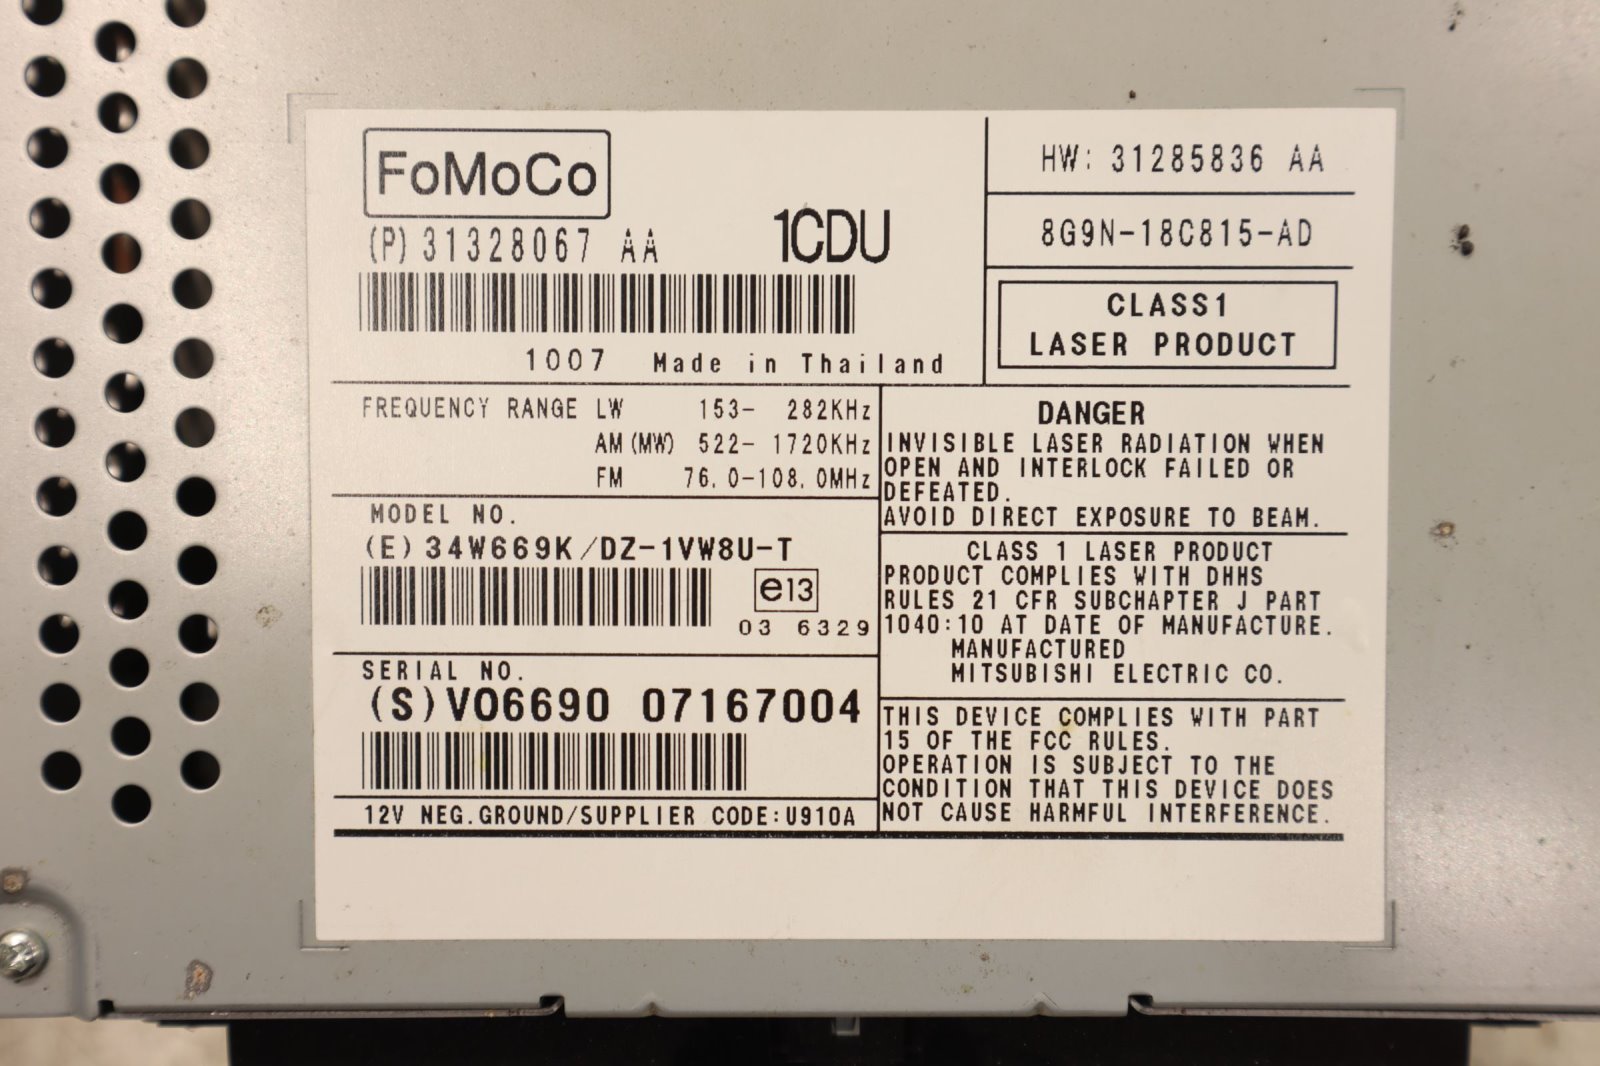 FoMoCo
(P) 31328067 AA 1CDU
1007 Made in Thailand
HW: 31285836 AA
8G9N-18C815-AD
CLASS1
LASER PRODUCT
FREQUENCY RANGE LW 153- 282KHz
AM (MW) 522- 1720KHz
FM 76.0-108.0MHz
DANGER
INVISIBLE LASER RADIATION WHEN
OPEN AND INTERLOCK FAILED OR
DEFEATED.
AVOID DIRECT EXPOSURE TO BEAM.
MODEL NO.
(E) 34W669K/DZ-1VW8U-T
e13
03 6329
CLASS 1 LASER PRODUCT
PRODUCT COMPLIES WITH DHHS
RULES 21 CFR SUBCHAPTER J PART
1040:10 AT DATE OF MANUFACTURE.
MANUFACTURED
MITSUBISHI ELECTRIC CO.
SERIAL NO.
(S) VO6690 07167004
THIS DEVICE COMPLIES WITH PART
15 OF THE FCC RULES.
OPERATION IS SUBJECT TO THE
CONDITION THAT THIS DEVICE DOES
NOT CAUSE HARMFUL INTERFERENCE.
12V NEG.GROUND/SUPPLIER CODE:U910A